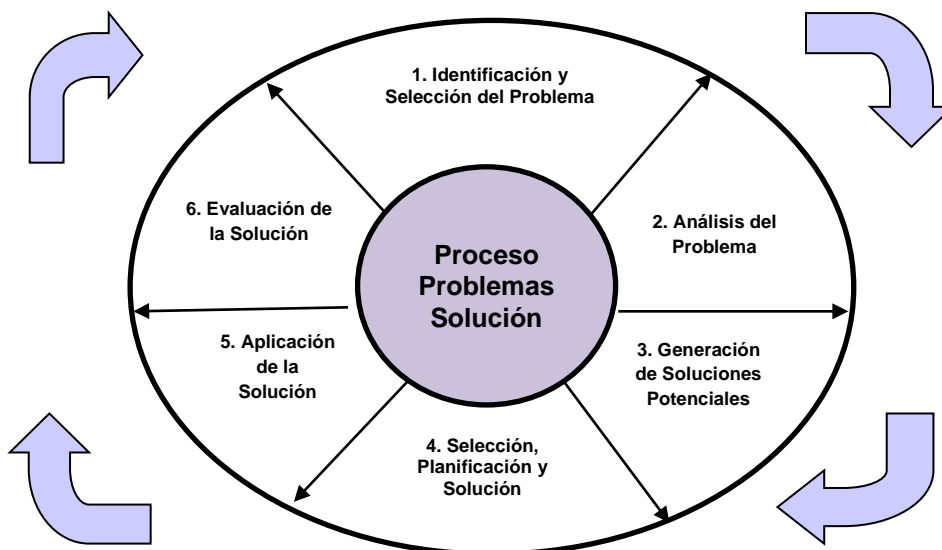 1. Identificación y
Selección del Problema
2. Análisis del
Problema
3. Generación
de Soluciones
Potenciales
4. Selección,
Planificación y
Solución
5. Aplicación
de la
Solución
6. Evaluación de
la Solución
Proceso
Problemas
Solución